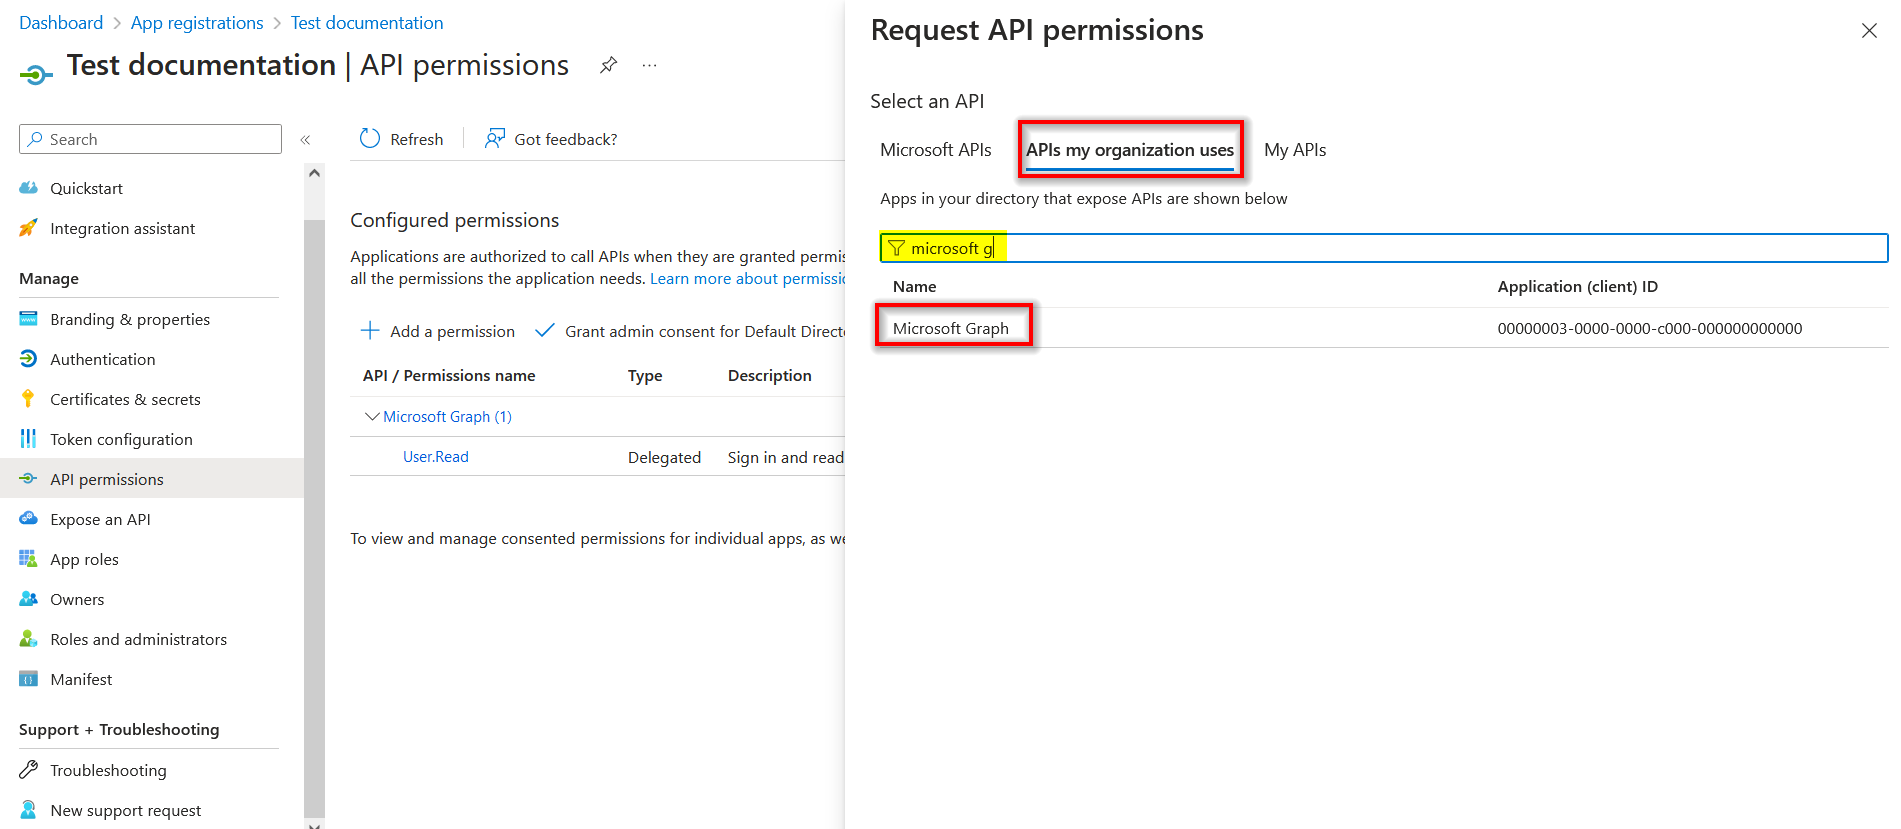 Dashboard > App registrations > Test documentation
Test documentation | API permissions
Search
Quickstart
Integration assistant
Manage
Branding & properties
Authentication
Certificates & secrets
Token configuration
API permissions
Expose an API
App roles
Owners
Roles and administrators
Manifest
Support + Troubleshooting
Troubleshooting
New support request
Refresh
Got feedback?
Configured permissions
Applications are authorized to call APIs when they are granted permis
all the permissions the application needs. Learn more about permissio
Add a permission
Grant admin consent for Default Directo
API / Permissions name Type Description
Microsoft Graph (1)
User.Read Delegated Sign in and read
To view and manage consented permissions for individual apps, as we
Request API permissions
Select an API
Microsoft APIs APIs my organization uses My APIs
Apps in your directory that expose APIs are shown below
microsoft g
Name Application (client) ID
Microsoft Graph 00000003-0000-0000-c000-000000000000